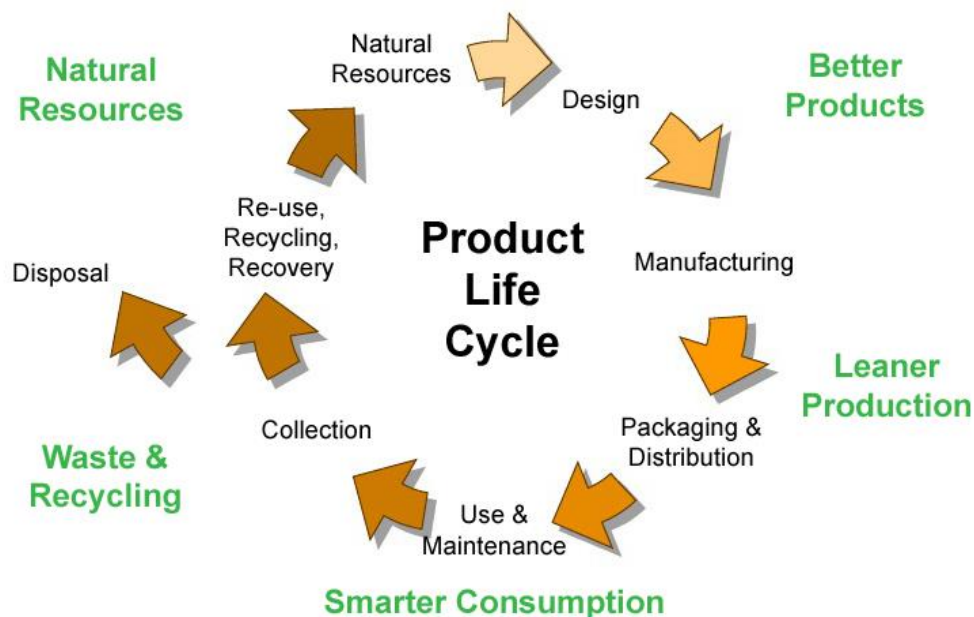 Natural
Resources
Natural
Resources
Design
Better
Products
Re-use,
Recycling,
Recovery
Product
Life
Cycle
Manufacturing
Disposal
Leaner
Production
Collection
Packaging &
Distribution
Waste &
Recycling
Use &
Maintenance
Smarter Consumption